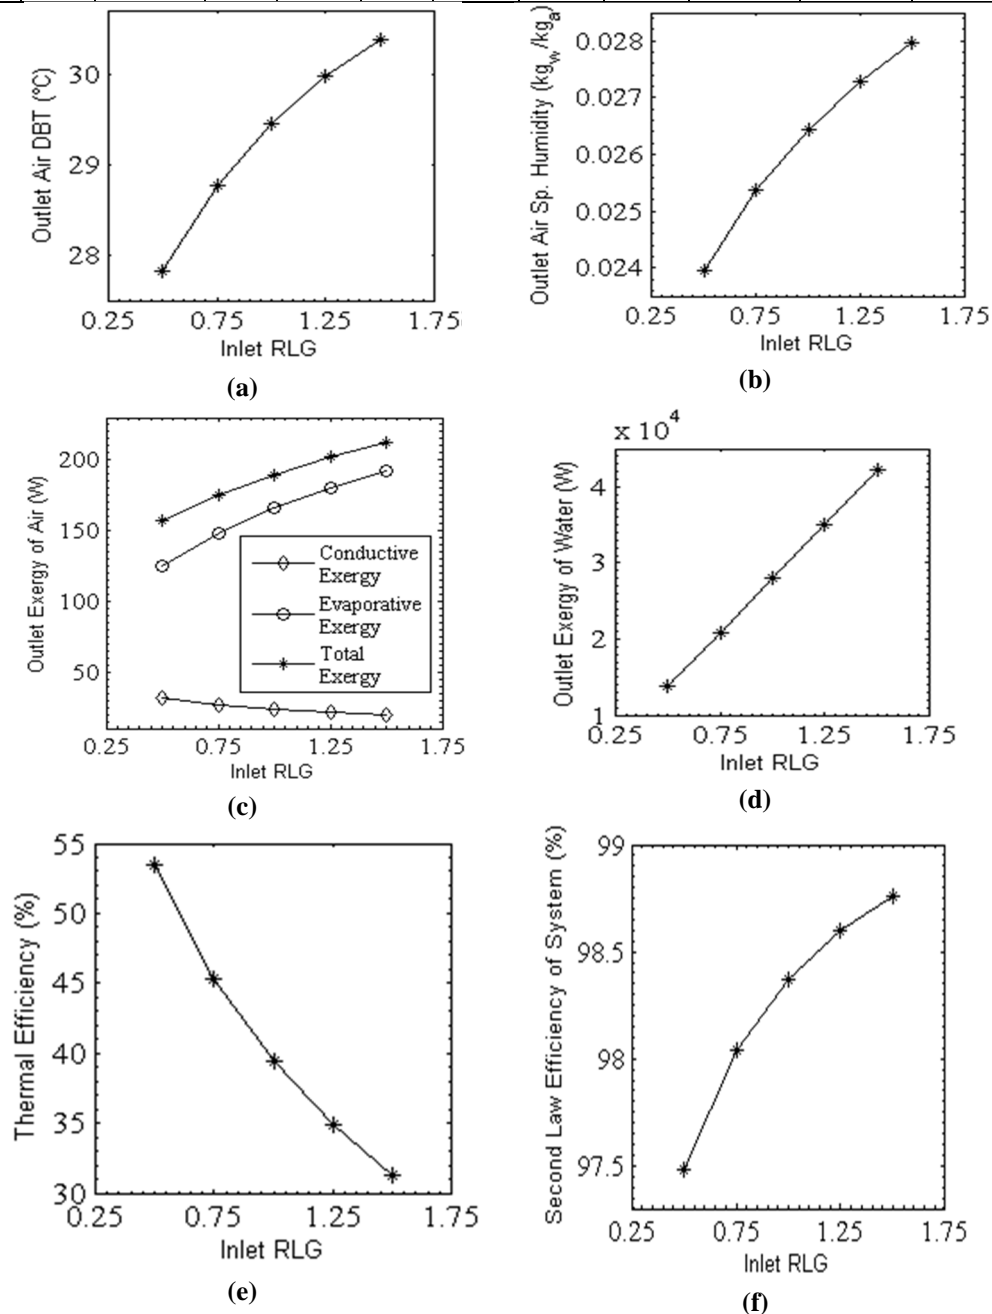 Outlet Air DBT (°C)
30
29
28
0.25 0.75 1.25 1.75
Inlet RLG
(a)
Outlet Air Sp. Humidity (kgw/kga)
0.028
0.027
0.026
0.025
0.024
0.25 0.75 1.25 1.75
Inlet RLG
(b)
Outlet Exergy of Air (W)
200
150
100
50
Conductive
Exergy
Evaporative
Exergy
Total
Exergy
0.25 0.75 1.25 1.75
Inlet RLG
(c)
x 10⁴
Outlet Exergy of Water (W)
4
3
2
1
0.25 0.75 1.25 1.75
Inlet RLG
(d)
Thermal Efficiency (%)
55
50
45
40
35
30
0.25 0.75 1.25 1.75
Inlet RLG
(e)
Second Law Efficiency of System (%)
99
98.5
98
97.5
0.25 0.75 1.25 1.75
Inlet RLG
(f)